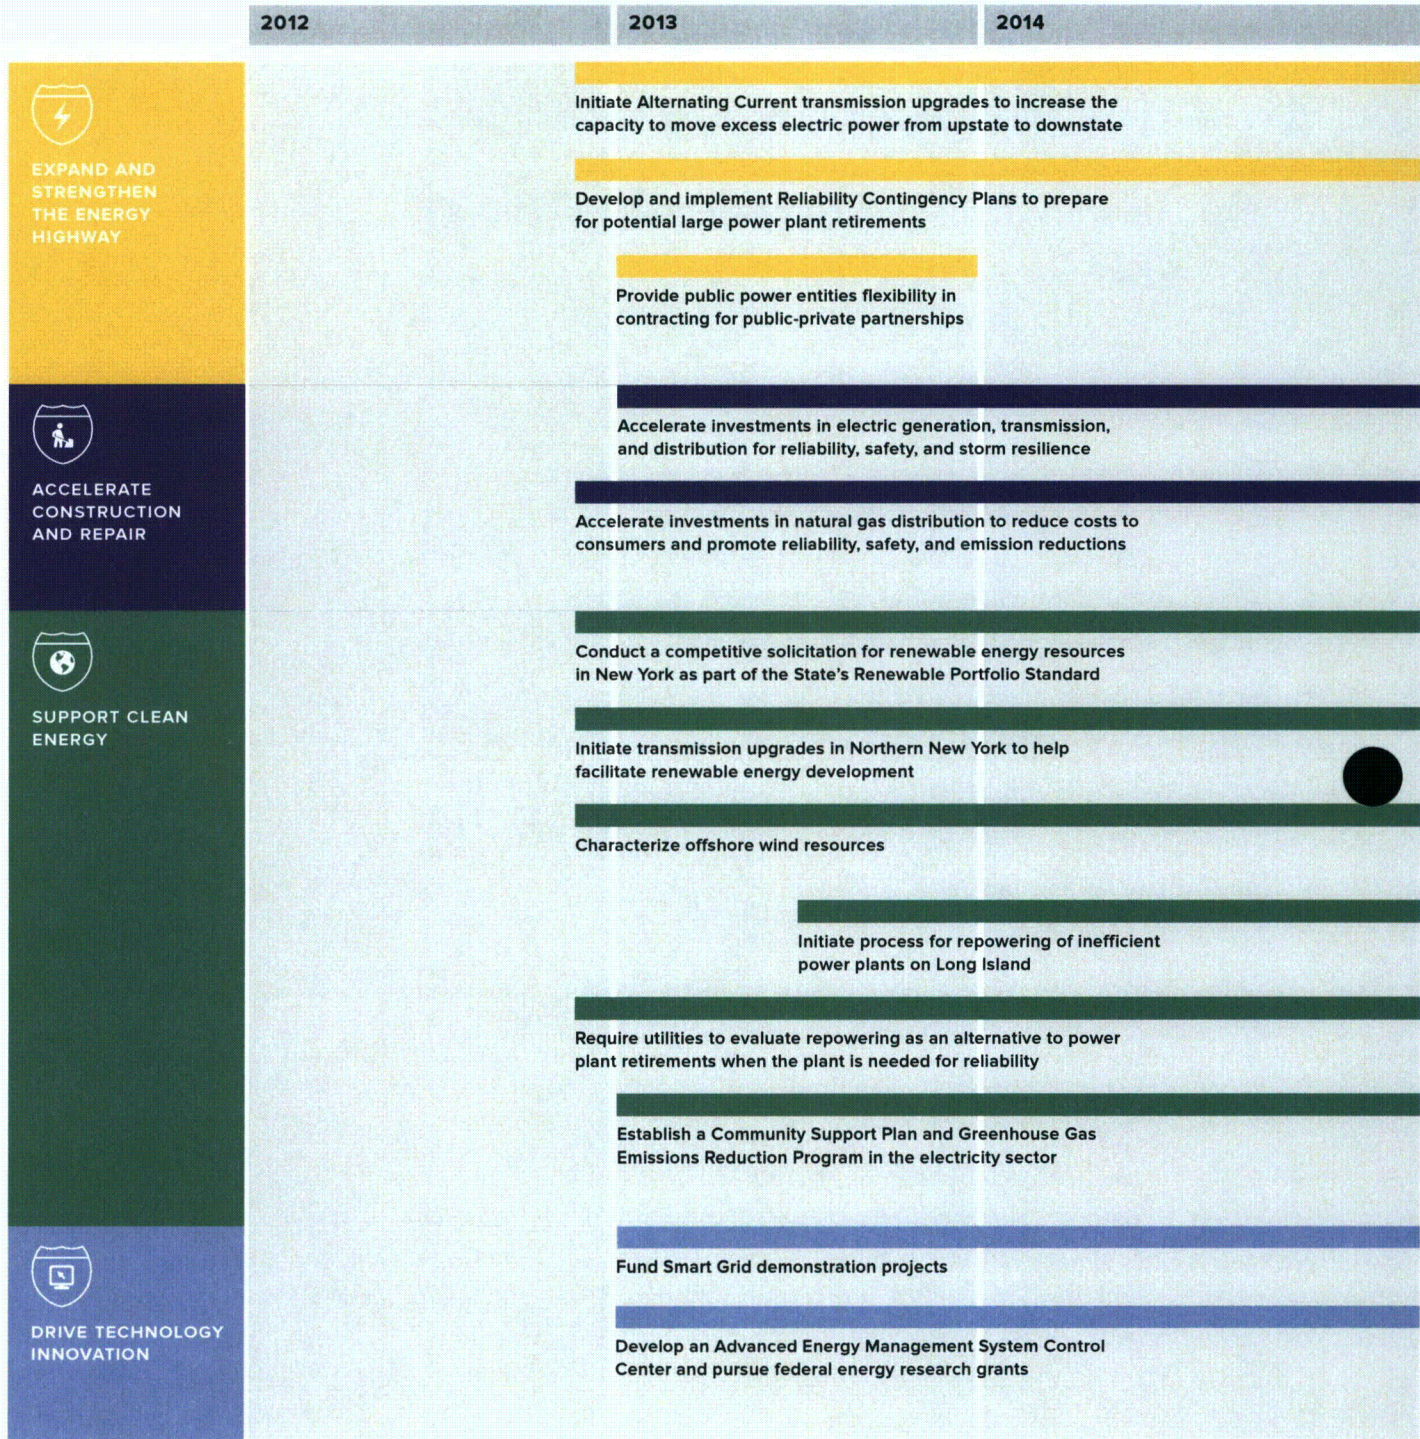 2012
2013
2014
EXPAND AND
STRENGTHEN
THE ENERGY
HIGHWAY
Initiate Alternating Current transmission upgrades to increase the
capacity to move excess electric power from upstate to downstate
Develop and implement Reliability Contingency Plans to prepare
for potential large power plant retirements
Provide public power entities flexibility in
contracting for public-private partnerships
ACCELERATE
CONSTRUCTION
AND REPAIR
Accelerate investments in electric generation, transmission,
and distribution for reliability, safety, and storm resilience
Accelerate investments in natural gas distribution to reduce costs to
consumers and promote reliability, safety, and emission reductions
SUPPORT CLEAN
ENERGY
Conduct a competitive solicitation for renewable energy resources
in New York as part of the State's Renewable Portfolio Standard
Initiate transmission upgrades in Northern New York to help
facilitate renewable energy development
Characterize offshore wind resources
Initiate process for repowering of inefficient
power plants on Long Island
Require utilities to evaluate repowering as an alternative to power
plant retirements when the plant is needed for reliability
Establish a Community Support Plan and Greenhouse Gas
Emissions Reduction Program in the electricity sector
DRIVE TECHNOLOGY
INNOVATION
Fund Smart Grid demonstration projects
Develop an Advanced Energy Management System Control
Center and pursue federal energy research grants